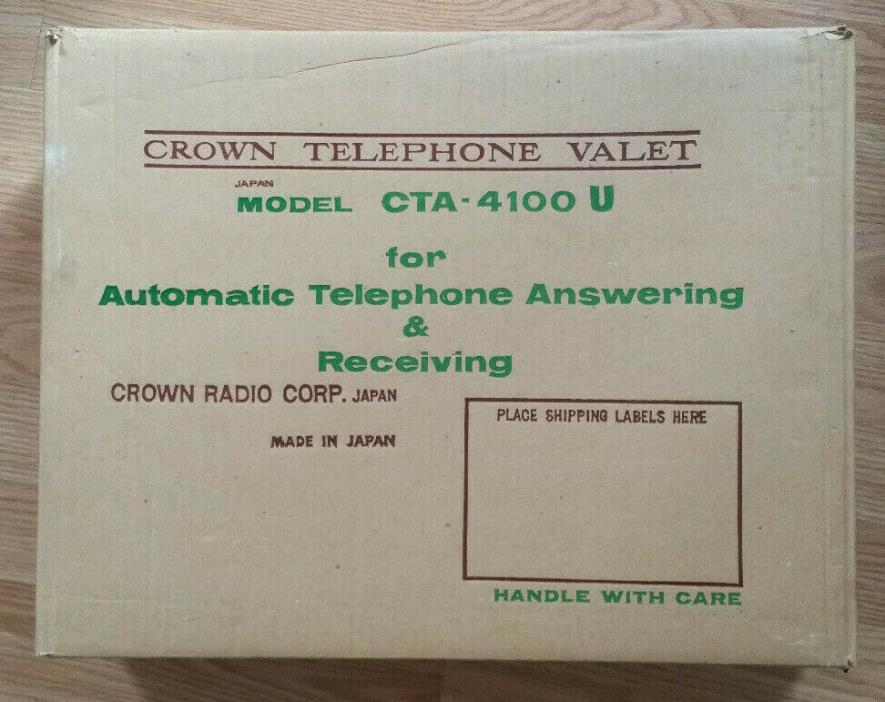 CROWN TELEPHONE VALET
JAPAN
MODEL CTA-4100 U
for
Automatic Telephone Answering
&
Receiving
CROWN RADIO CORP. JAPAN
MADE IN JAPAN
PLACE SHIPPING LABELS HERE
HANDLE WITH CARE